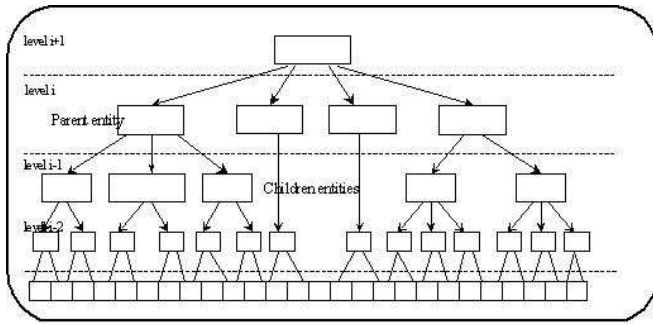 level i+1
level i
Parent entity
level i-1
Children entities
level i-2